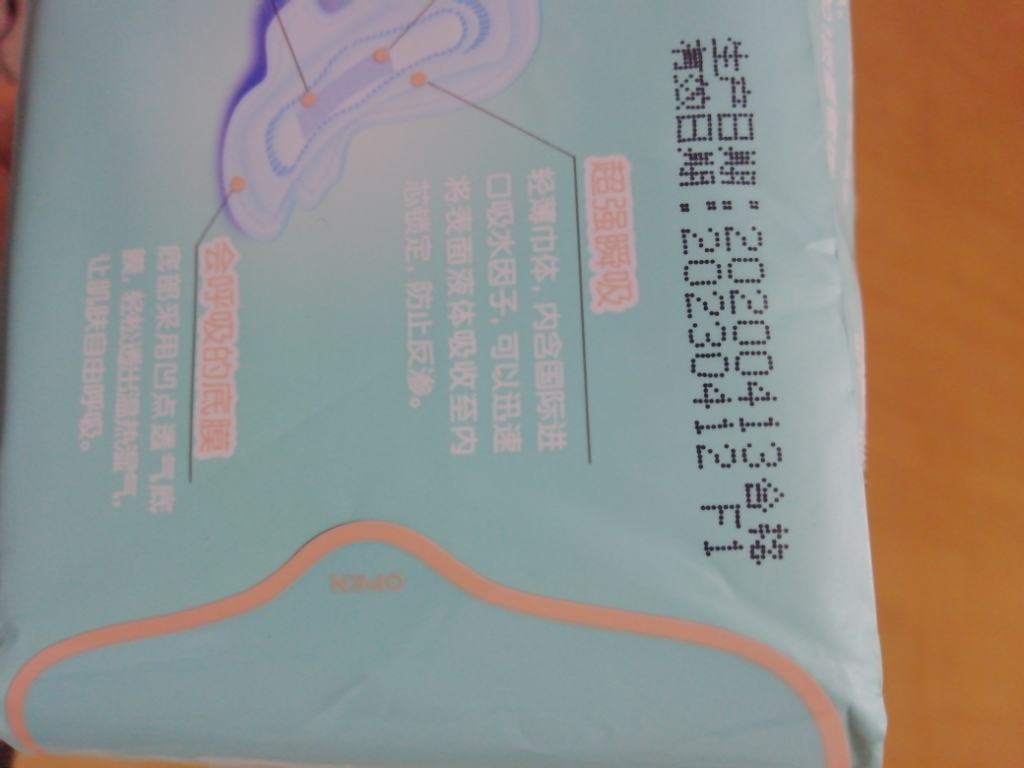 生产日期:20200413合格
有效日期:20230412 F1
超强瞬吸
轻薄巾体,内含国际进
口吸水因子,可以迅速
将表面液体吸收至内
芯锁定,防止反渗。
会呼吸的底膜
底部采用凹点透气底
膜,轻松透出湿热潮气,
让肌肤自由呼吸。
OPEN